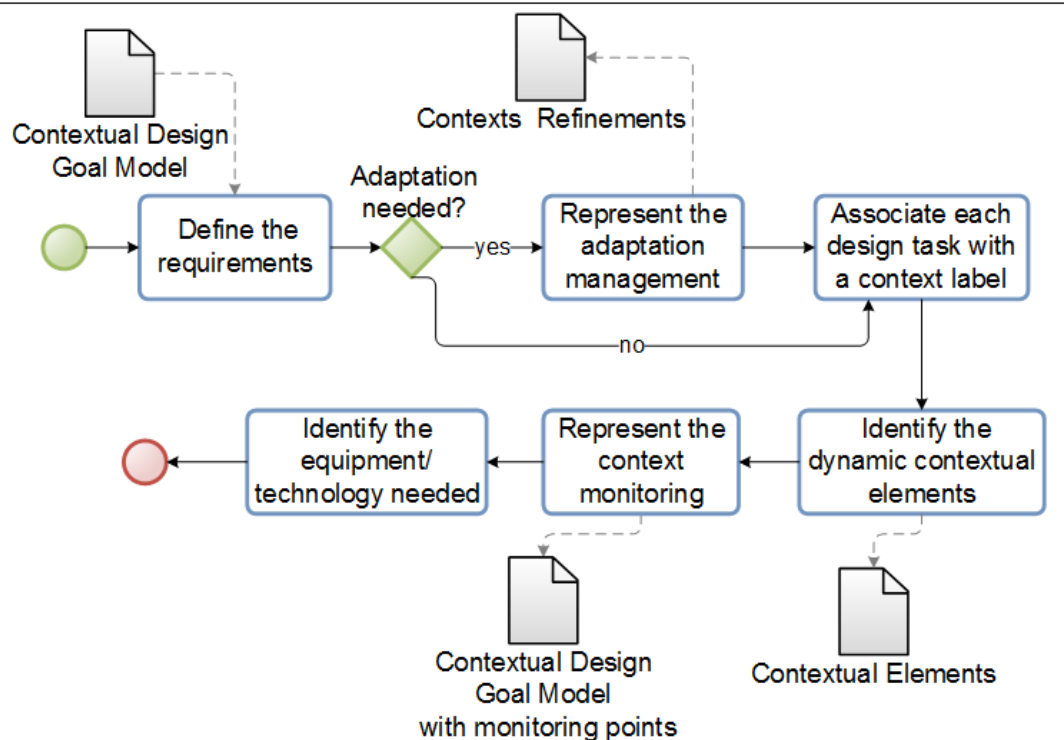 Contextual Design
Goal Model
Contexts Refinements
Define the
requirements
Adaptation
needed?
yes
no
Represent the
adaptation
management
Associate each
design task with
a context label
Identify the
equipment/
technology needed
Represent the
context
monitoring
Identify the
dynamic contextual
elements
Contextual Design
Goal Model
with monitoring points
Contextual Elements